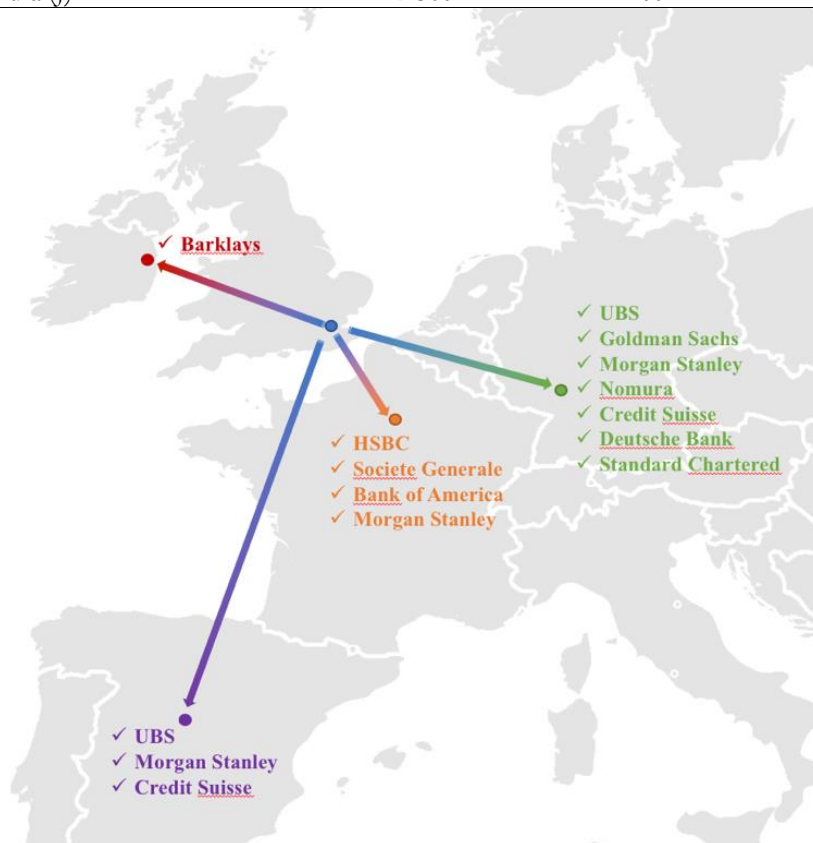 ✓ Barklays
✓ UBS
✓ Goldman Sachs
✓ Morgan Stanley
✓ Nomura
✓ Credit Suisse
✓ Deutsche Bank
✓ Standard Chartered
✓ HSBC
✓ Societe Generale
✓ Bank of America
✓ Morgan Stanley
✓ UBS
✓ Morgan Stanley
✓ Credit Suisse